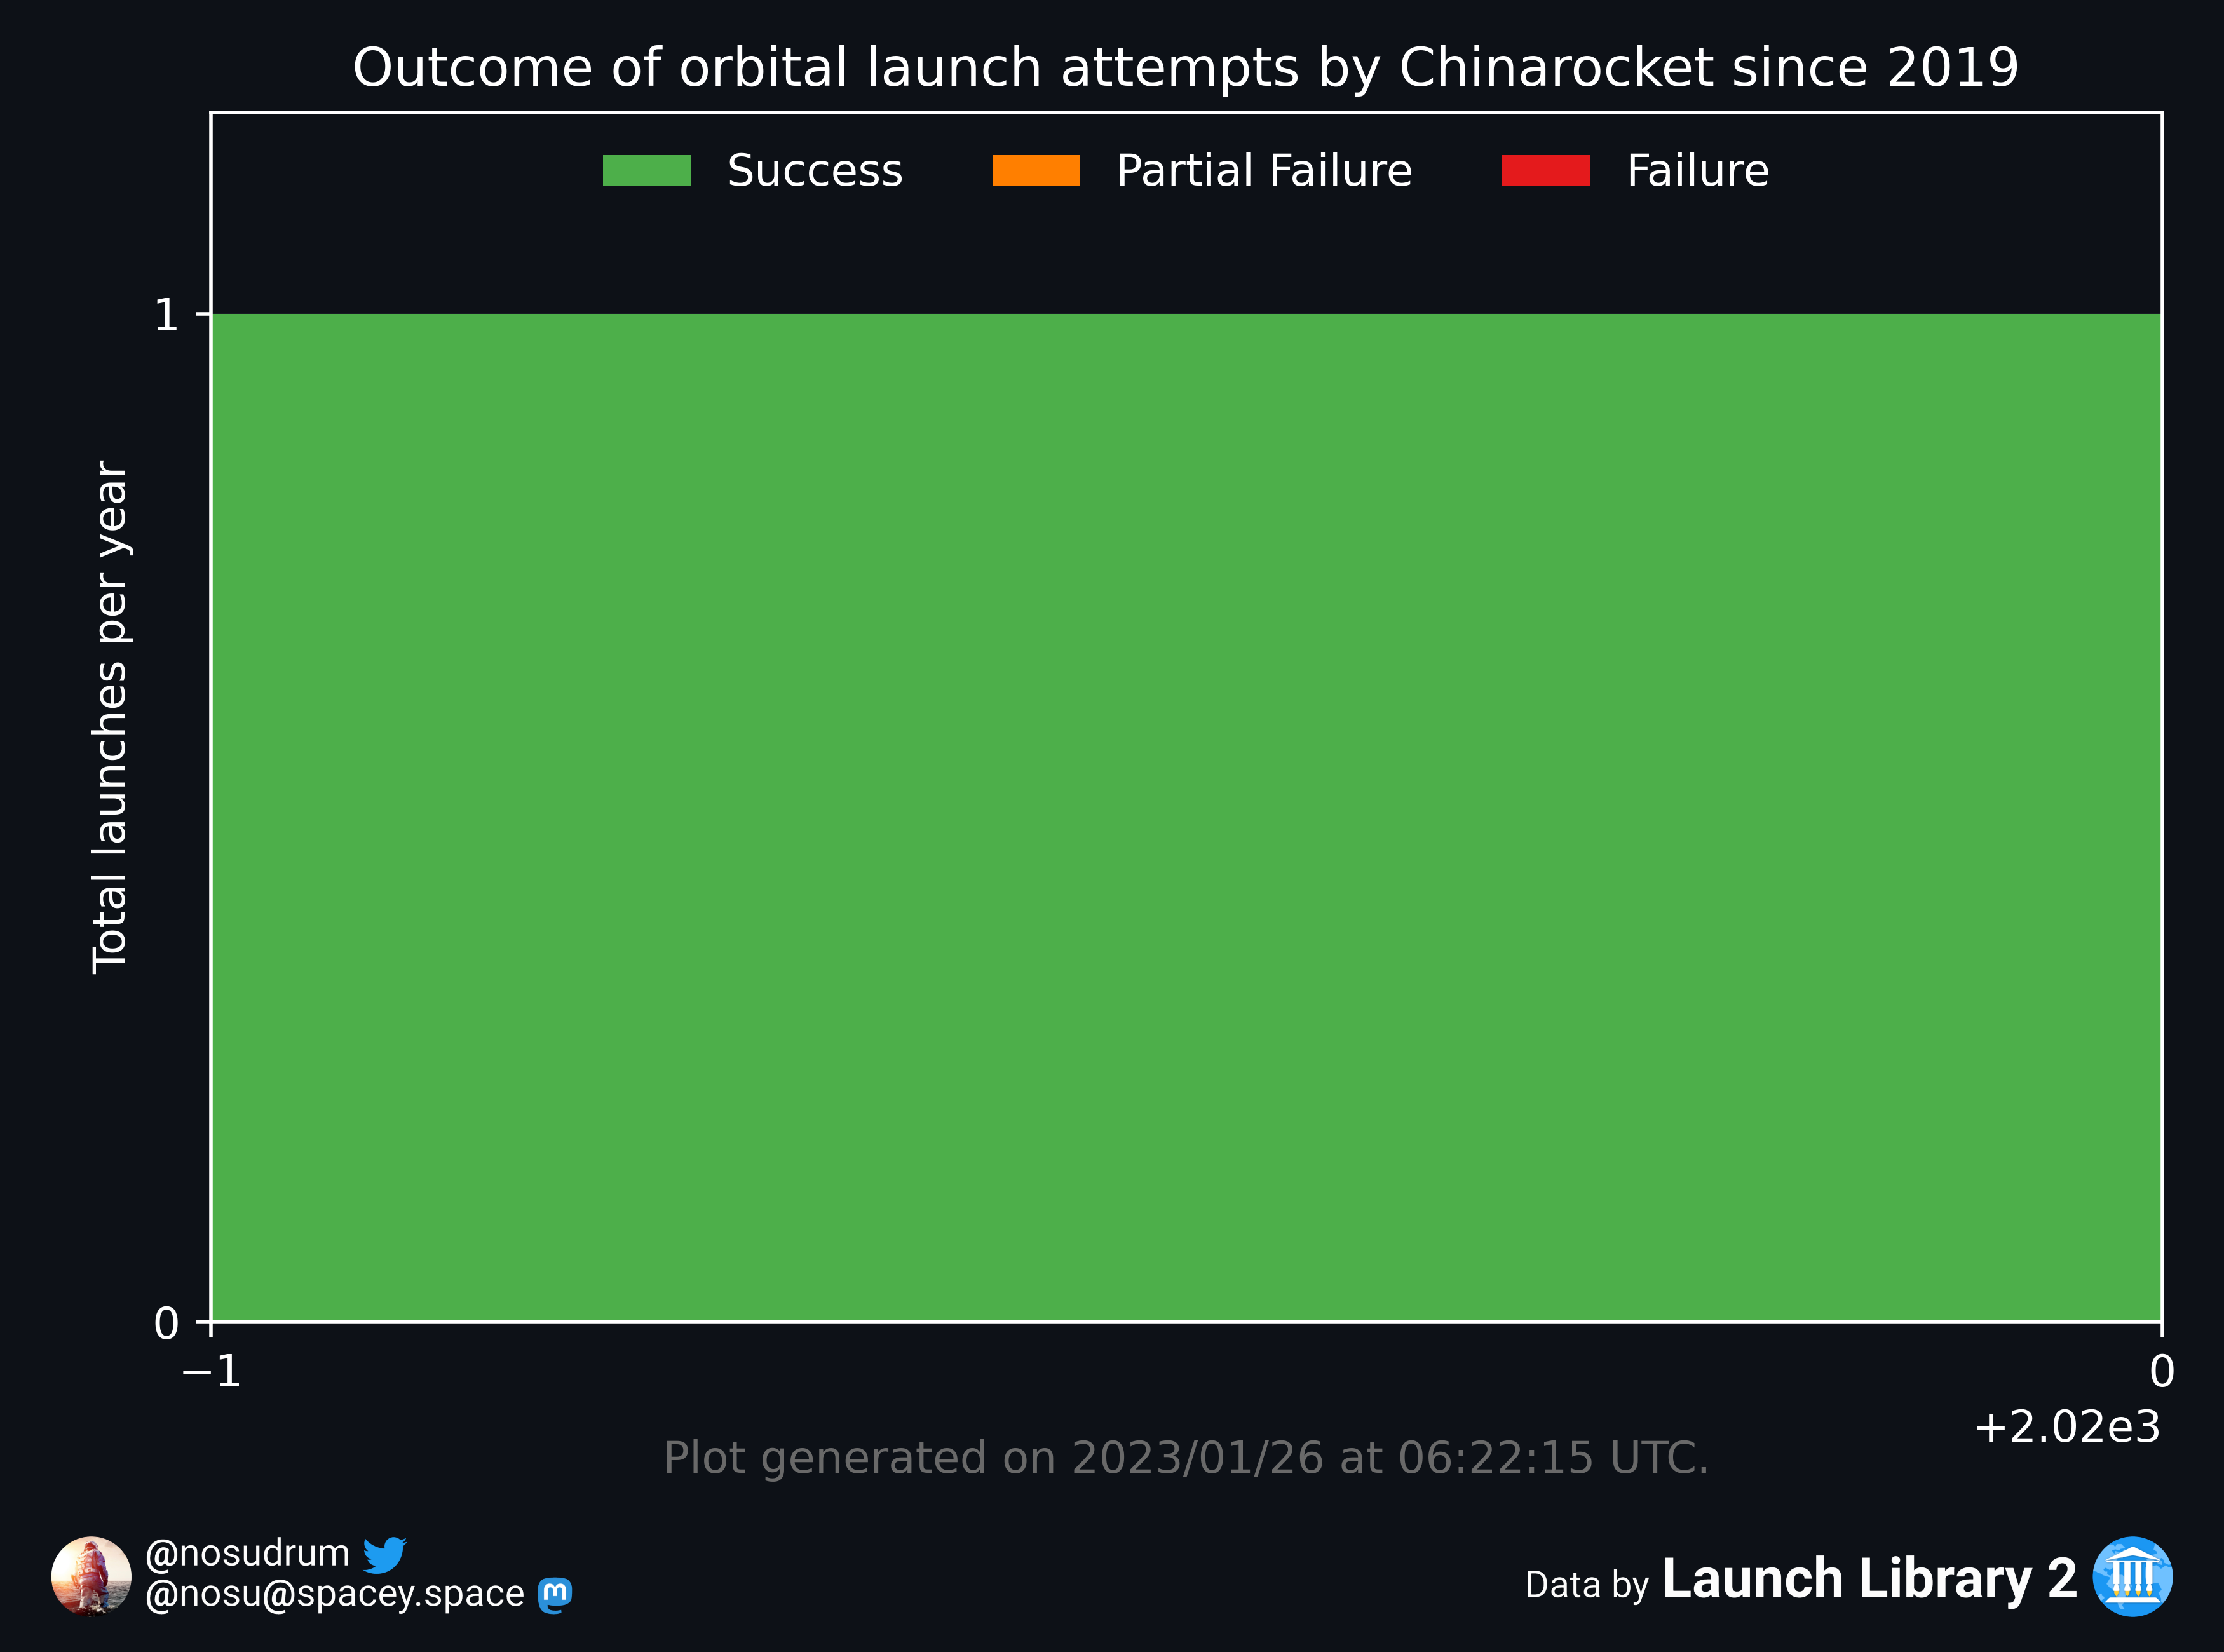 Outcome of orbital launch attempts by Chinarocket since 2019
Success
Partial Failure
Failure
Total launches per year
1
0
−1
0
+2.02e3
Plot generated on 2023/01/26 at 06:22:15 UTC.
@nosudrum
@nosu@spacey.space
Data by Launch Library 2